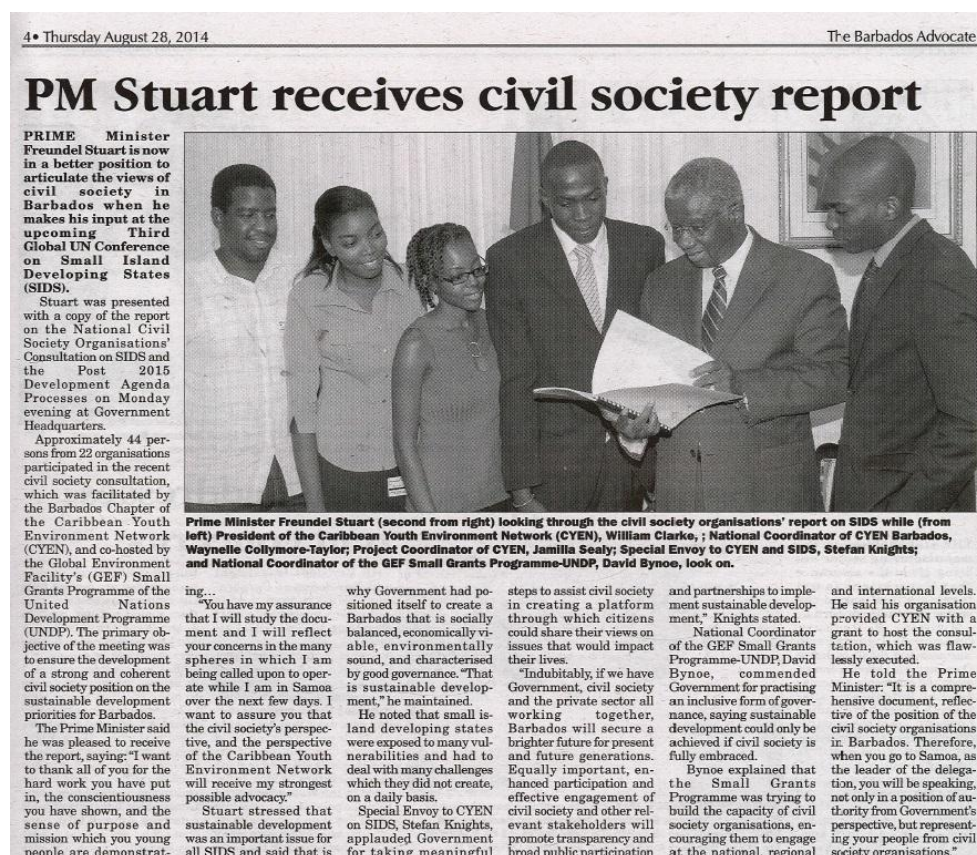 4• Thursday August 28, 2014
The Barbados Advocate
PM Stuart receives civil society report
PRIME Minister
Freundel Stuart is now
in a better position to
articulate the views of
civil society in
Barbados when he
makes his input at the
upcoming Third
Global UN Conference
on Small Island
Developing States
(SIDS).
Stuart was presented
with a copy of the report
on the National Civil
Society Organisations'
Consultation on SIDS and
the Post 2015
Development Agenda
Processes on Monday
evening at Government
Headquarters.
Approximately 44 per-
sons from 22 organisations
participated in the recent
civil society consultation,
which was facilitated by
the Barbados Chapter of
the Caribbean Youth
Environment Network
(CYEN), and co-hosted by
the Global Environment
Facility's (GEF) Small
Grants Programme of the
United Nations
Development Programme
(UNDP). The primary ob-
jective of the meeting was
to ensure the development
of a strong and coherent
civil society position on the
sustainable development
priorities for Barbados.
The Prime Minister said
he was pleased to receive
the report, saying: "I want
to thank all of you for the
hard work you have put
in, the conscientiousness
you have shown, and the
sense of purpose and
mission which you young
people are demonstrat-
Prime Minister Freundel Stuart (second from right) looking through the civil society organisations' report on SIDS while (from
left) President of the Caribbean Youth Environment Network (CYEN), William Clarke, ; National Coordinator of CYEN Barbados,
Waynelle Collymore-Taylor; Project Coordinator of CYEN, Jamilla Sealy; Special Envoy to CYEN and SIDS, Stefan Knights;
and National Coordinator of the GEF Small Grants Programme-UNDP, David Bynoe, look on.
ing...
"You have my assurance
that I will study the docu-
ment and I will reflect
your concerns in the many
spheres in which I am
being called upon to oper-
ate while I am in Samoa
over the next few days. I
want to assure you that
the civil society's perspec-
tive, and the perspective
of the Caribbean Youth
Environment Network
will receive my strongest
possible advocacy."
Stuart stressed that
sustainable development
was an important issue for
all SIDS and said that is
why Government had po-
sitioned itself to create a
Barbados that is socially
balanced, economically vi-
able, environmentally
sound, and characterised
by good governance. "That
is sustainable develop-
ment," he maintained.
He noted that small is-
land developing states
were exposed to many vul-
nerabilities and had to
deal with many challenges
which they did not create,
on a daily basis.
Special Envoy to CYEN
on SIDS, Stefan Knights,
applauded Government
for taking meaningful
steps to assist civil society
in creating a platform
through which citizens
could share their views on
issues that would impact
their lives.
"Indubitably, if we have
Government, civil society
and the private sector all
working together,
Barbados will secure a
brighter future for present
and future generations.
Equally important, en-
hanced participation and
effective engagement of
civil society and other rel-
evant stakeholders will
promote transparency and
broad public participation
and partnerships to imple-
ment sustainable develop-
ment," Knights stated.
National Coordinator
of the GEF Small Grants
Programme-UNDP, David
Bynoe, commended
Government for practising
an inclusive form of gover-
nance, saying sustainable
development could only be
achieved if civil society is
fully embraced.
Bynoe explained that
the Small Grants
Programme was trying to
build the capacity of civil
society organisations, en-
couraging them to engage
at the national, regional
and international levels.
He said his organisation
provided CYEN with a
grant to host the consul-
tation, which was flaw-
lessly executed.
He told the Prime
Minister: "It is a compre-
hensive document, reflec-
tive of the position of the
civil society organisations
in Barbados. Therefore,
when you go to Samoa, as
the leader of the delega-
tion, you will be speaking,
not only in a position of au-
thority from Government's
perspective, but represent-
ing your people from civil
society organisations."